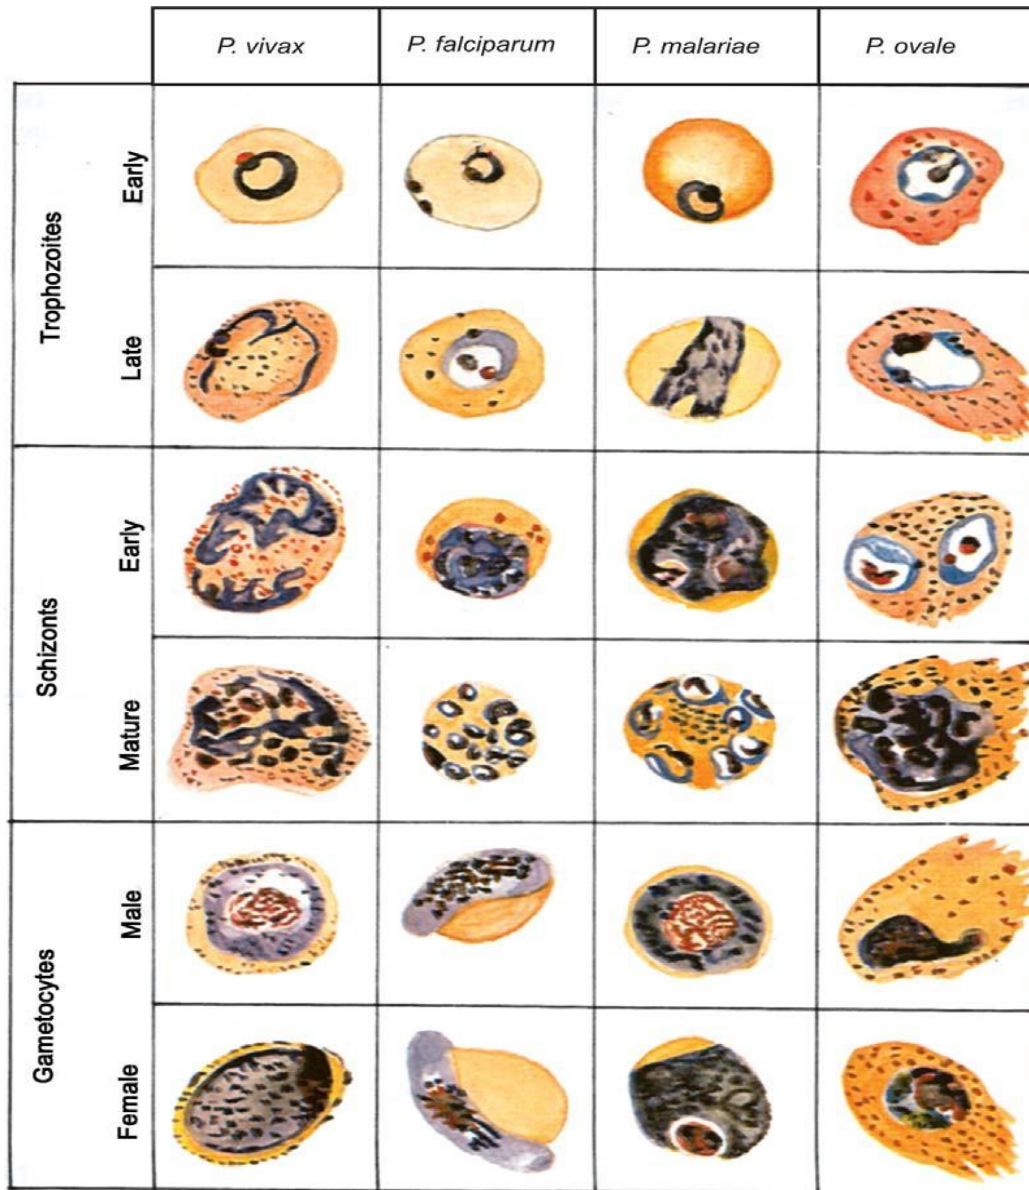 P. vivax
P. falciparum
P. malariae
P. ovale
Trophozoites
Early
Late
Schizonts
Early
Mature
Gametocytes
Male
Female